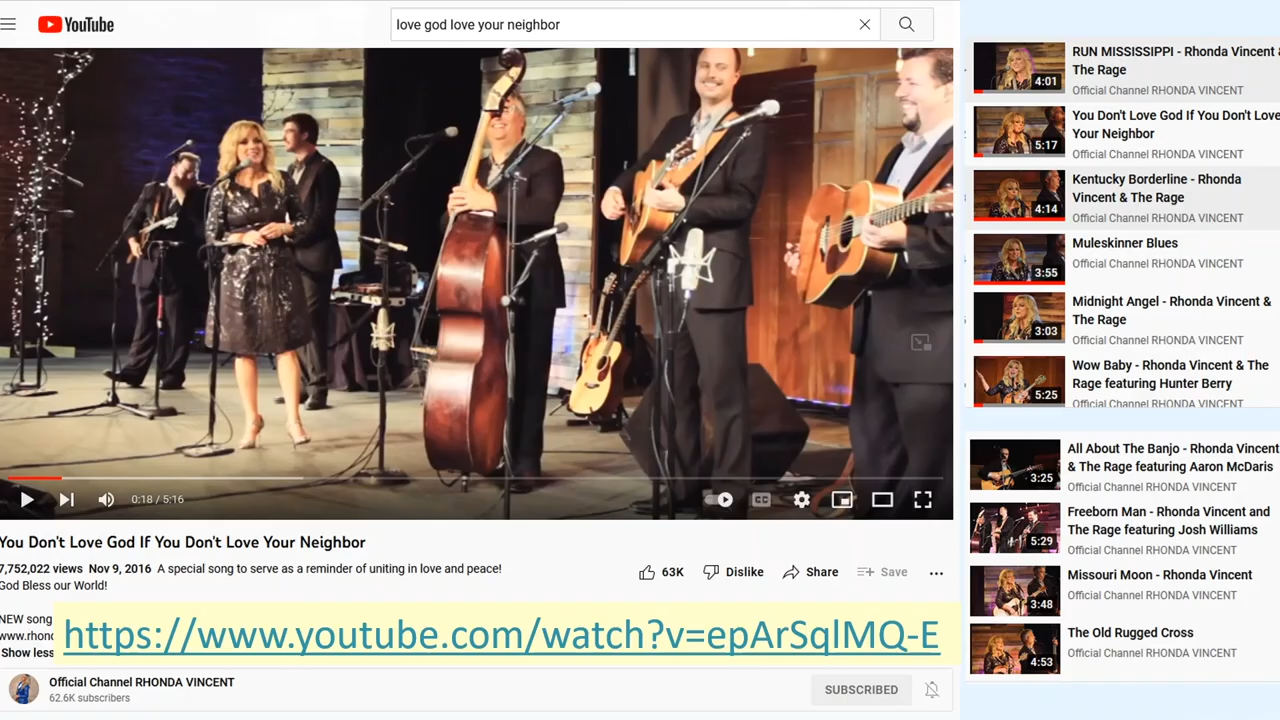 YouTube
love god love your neighbor
0:18 / 5:16
CC
You Don't Love God If You Don't Love Your Neighbor
7,752,022 views Nov 9, 2016 A special song to serve as a reminder of uniting in love and peace!
God Bless our World!
63K Dislike Share Save
NEW song
Show less
https://www.youtube.com/watch?v=epArSqlMQ-E
Official Channel RHONDA VINCENT
62.6K subscribers
SUBSCRIBED
RUN MISSISSIPPI - Rhonda Vincent &
The Rage
4:01
Official Channel RHONDA VINCENT
You Don't Love God If You Don't Love
Your Neighbor
5:17
Official Channel RHONDA VINCENT
Kentucky Borderline - Rhonda
Vincent & The Rage
4:14
Official Channel RHONDA VINCENT
Muleskinner Blues
Official Channel RHONDA VINCENT
3:55
Midnight Angel - Rhonda Vincent &
The Rage
3:03
Official Channel RHONDA VINCENT
Wow Baby - Rhonda Vincent & The
Rage featuring Hunter Berry
5:25
Official Channel RHONDA VINCENT
All About The Banjo - Rhonda Vincent
& The Rage featuring Aaron McDaris
3:25
Official Channel RHONDA VINCENT
Freeborn Man - Rhonda Vincent and
The Rage featuring Josh Williams
5:29
Official Channel RHONDA VINCENT
Missouri Moon - Rhonda Vincent
Official Channel RHONDA VINCENT
3:48
The Old Rugged Cross
Official Channel RHONDA VINCENT
4:53